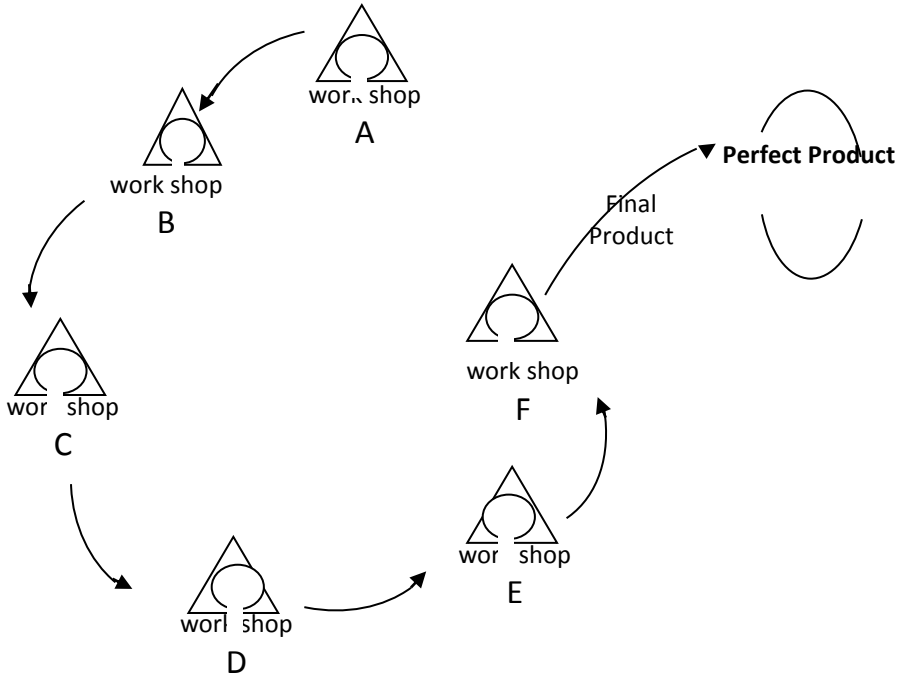 work shop
A
work shop
B
Perfect Product
Final
Product
work shop
F
wor shop
C
wor shop
E
work shop
D